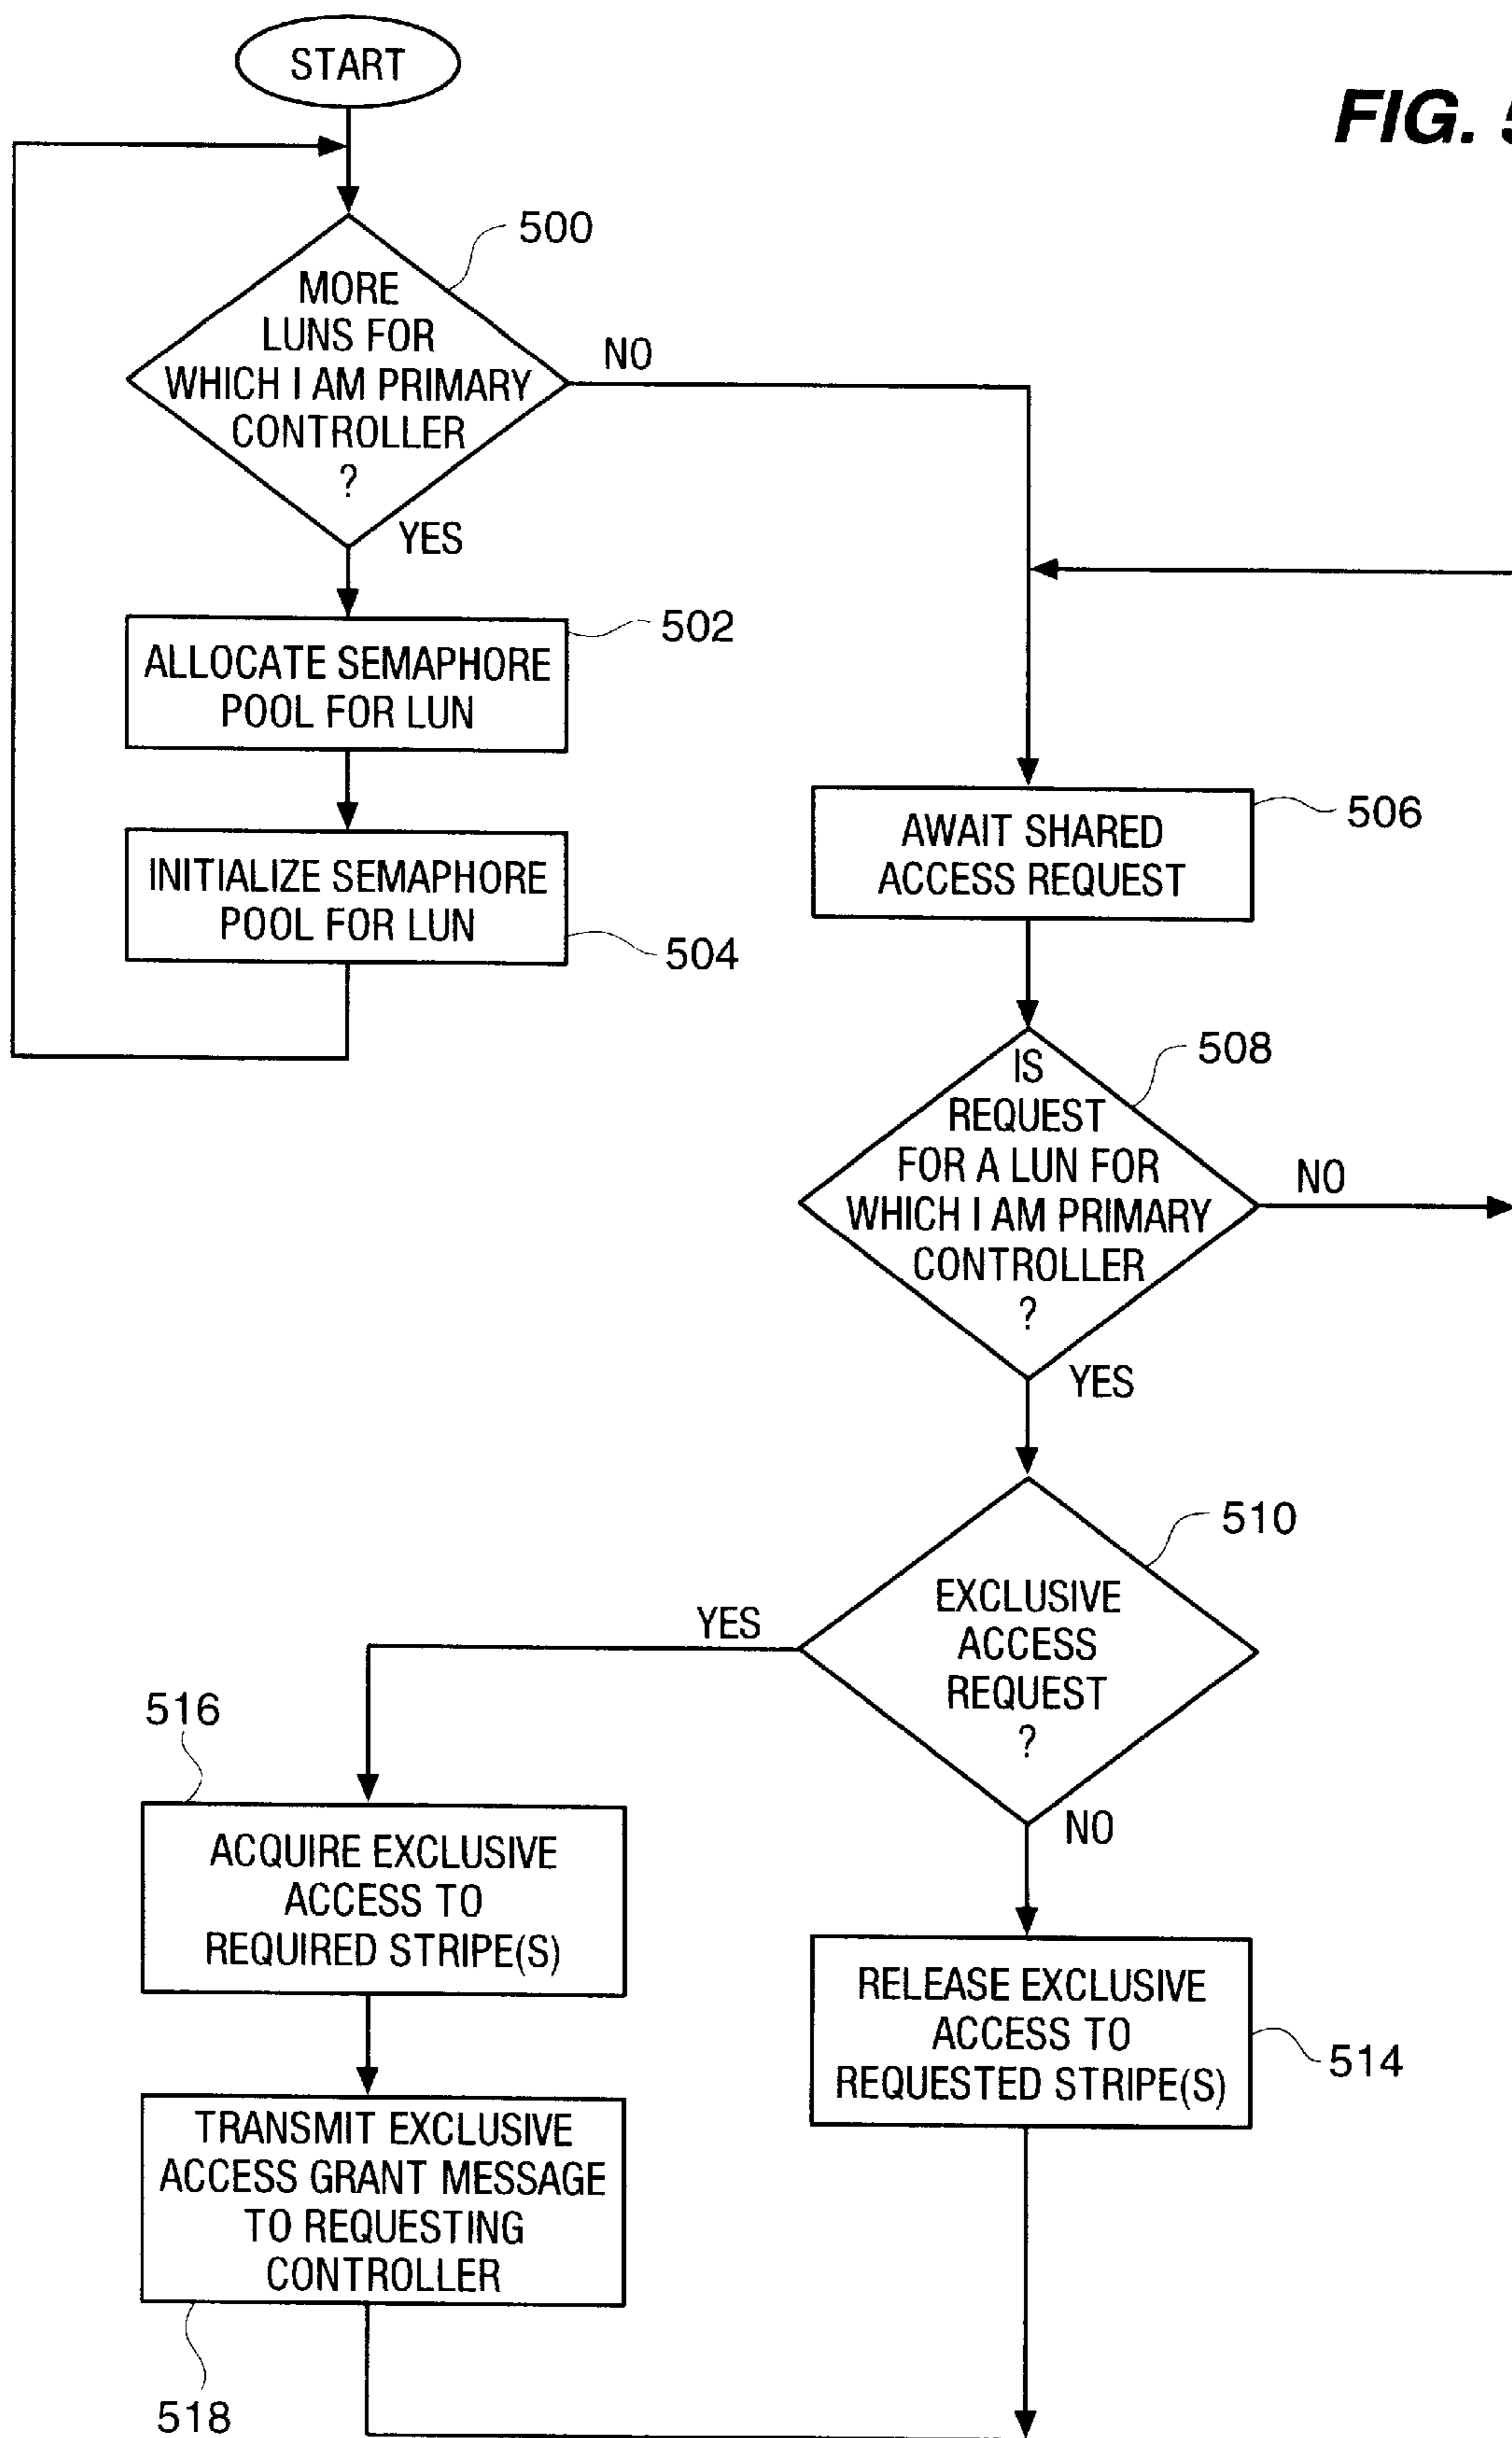 START
FIG. 5
500
MORE
LUNS FOR
WHICH I AM PRIMARY
CONTROLLER
?
NO
YES
502
ALLOCATE SEMAPHORE
POOL FOR LUN
INITIALIZE SEMAPHORE
POOL FOR LUN
504
506
AWAIT SHARED
ACCESS REQUEST
508
IS
REQUEST
FOR A LUN FOR
WHICH I AM PRIMARY
CONTROLLER
?
NO
YES
510
EXCLUSIVE
ACCESS
REQUEST
?
YES
NO
516
ACQUIRE EXCLUSIVE
ACCESS TO
REQUIRED STRIPE(S)
RELEASE EXCLUSIVE
ACCESS TO
REQUESTED STRIPE(S)
514
TRANSMIT EXCLUSIVE
ACCESS GRANT MESSAGE
TO REQUESTING
CONTROLLER
518